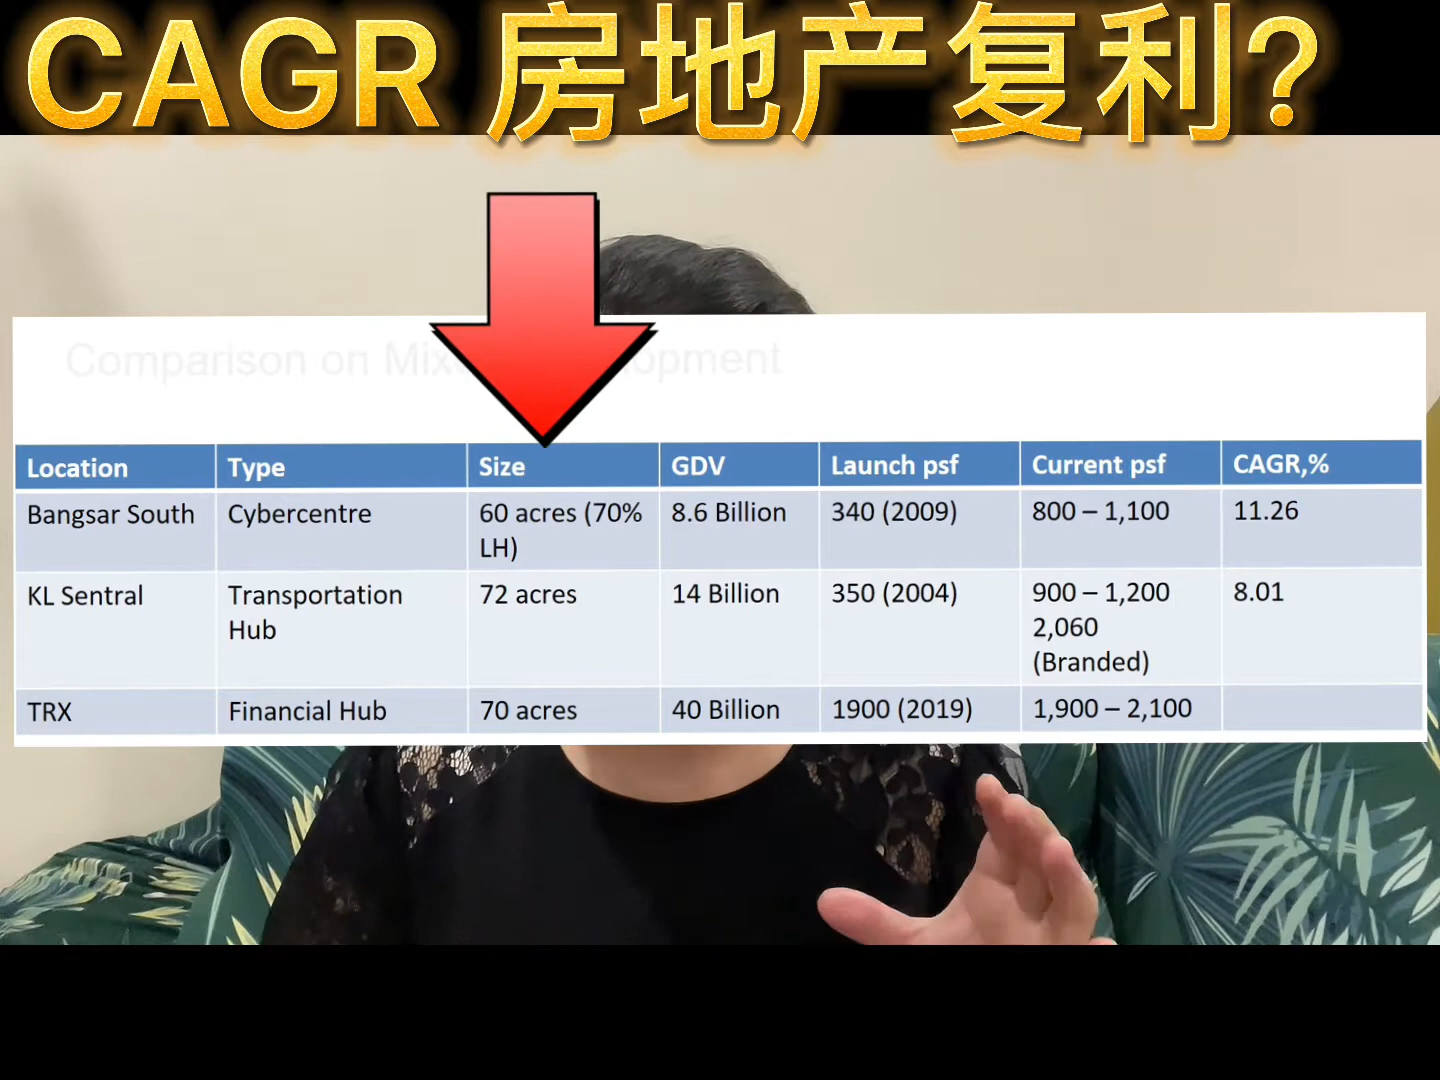 CAGR 房地产复利?
Comparison on Mix opment
Location Type Size GDV Launch psf Current psf CAGR,%
Bangsar South Cybercentre 60 acres (70% LH) 8.6 Billion 340 (2009) 800 – 1,100 11.26
KL Sentral Transportation Hub 72 acres 14 Billion 350 (2004) 900 – 1,200 2,060 (Branded) 8.01
TRX Financial Hub 70 acres 40 Billion 1900 (2019) 1,900 – 2,100